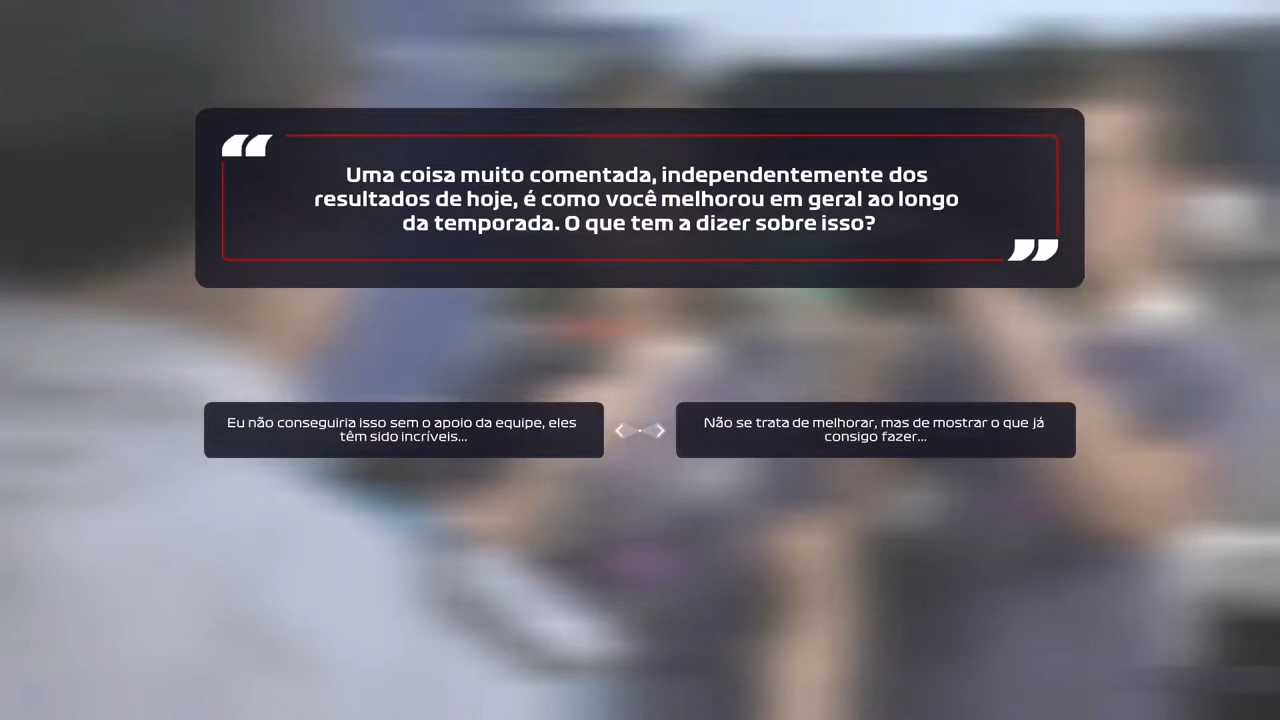 Uma coisa muito comentada, independentemente dos
resultados de hoje, é como você melhorou em geral ao longo
da temporada. O que tem a dizer sobre isso?
Eu não conseguiria isso sem o apoio da equipe, eles
têm sido incríveis...
Não se trata de melhorar, mas de mostrar o que já
consigo fazer...